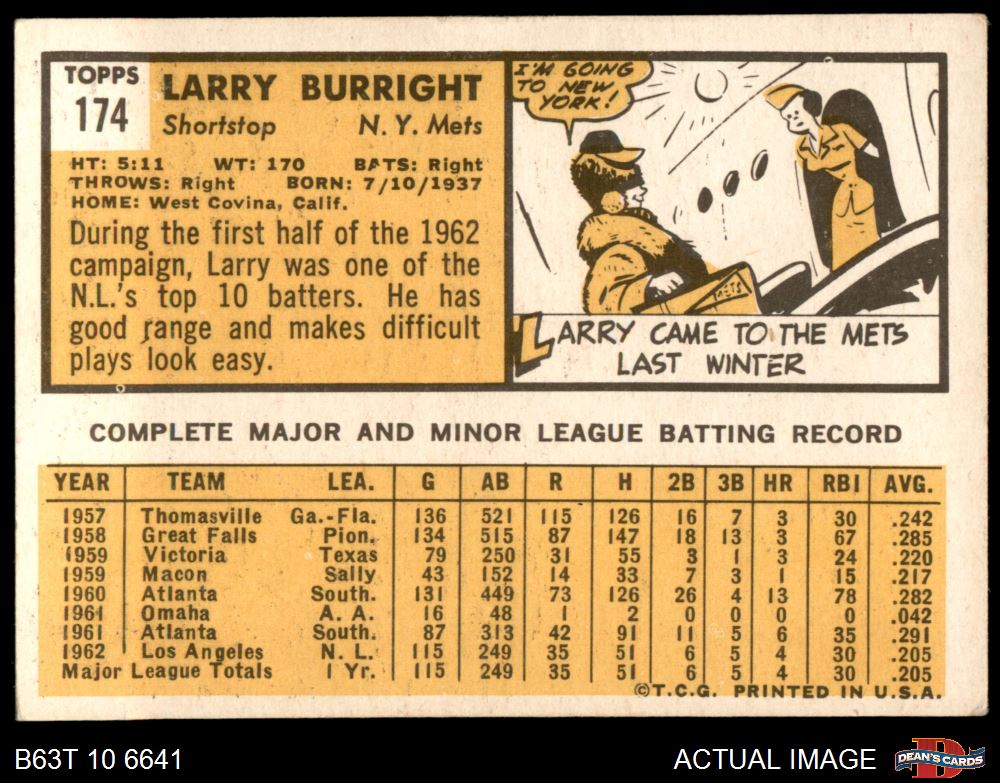 TOPPS
174
LARRY BURRIGHT
Shortstop N. Y. Mets
HT: 5:11 WT: 170 BATS: Right
THROWS: Right BORN: 7/10/1937
HOME: West Covina, Calif.
During the first half of the 1962
campaign, Larry was one of the
N.L.'s top 10 batters. He has
good range and makes difficult
plays look easy.
I'M GOING
TO NEW
YORK!
METS
LARRY CAME TO THE METS
LAST WINTER
COMPLETE MAJOR AND MINOR LEAGUE BATTING RECORD
YEAR TEAM LEA. G AB R H 2B 3B HR RBI AVG.
1957 Thomasville Ga.-Fla. 136 521 115 126 16 7 3 30 .242
1958 Great Falls Pion. 134 515 87 147 18 13 3 67 .285
1959 Victoria Texas 79 250 31 55 3 1 3 24 .220
1959 Macon Sally 43 152 14 33 7 3 1 15 .217
1960 Atlanta South. 131 449 73 126 26 4 13 78 .282
1961 Omaha A. A. 16 48 1 2 0 0 0 0 .042
1961 Atlanta South. 87 313 42 91 11 5 6 35 .291
1962 Los Angeles N. L. 115 249 35 51 6 5 4 30 .205
Major League Totals 1 Yr. 115 249 35 51 6 5 4 30 .205
©T.C.G. PRINTED IN U.S.A.
B63T 10 6641 ACTUAL IMAGE
D
DEAN'S CARDS